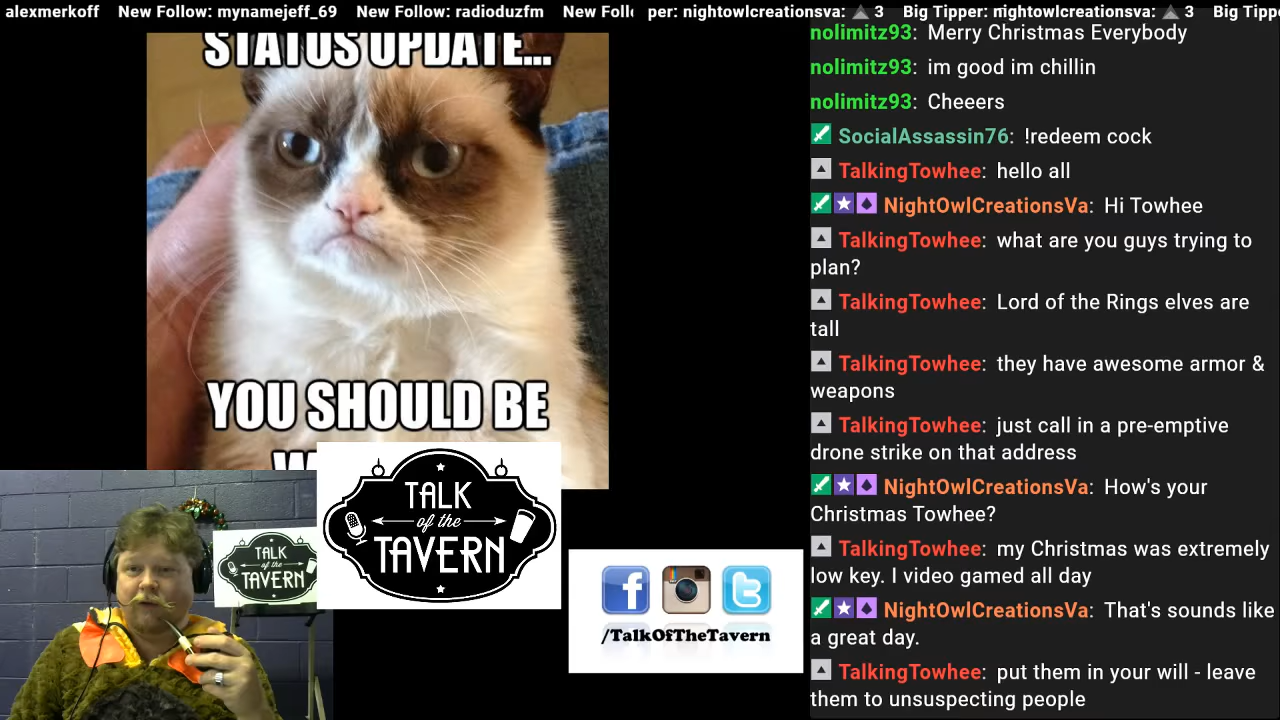 alexmerkoff New Follow: mynamejeff_69 New Follow: radioduzfm New Foll
per: nightowlcreationsva: 3 Big Tipper: nightowlcreationsva: 3 Big Tipp
STATUS UPDATE...
YOU SHOULD BE
TALK
of the
TAVERN
TALK
of the
TAVERN
/TalkOfTheTavern
nolimitz93: Merry Christmas Everybody
nolimitz93: im good im chillin
nolimitz93: Cheeers
SocialAssassin76: !redeem cock
TalkingTowhee: hello all
NightOwlCreationsVa: Hi Towhee
TalkingTowhee: what are you guys trying to
plan?
TalkingTowhee: Lord of the Rings elves are
tall
TalkingTowhee: they have awesome armor &
weapons
TalkingTowhee: just call in a pre-emptive
drone strike on that address
NightOwlCreationsVa: How's your
Christmas Towhee?
TalkingTowhee: my Christmas was extremely
low key. I video gamed all day
NightOwlCreationsVa: That's sounds like
a great day.
TalkingTowhee: put them in your will - leave
them to unsuspecting people